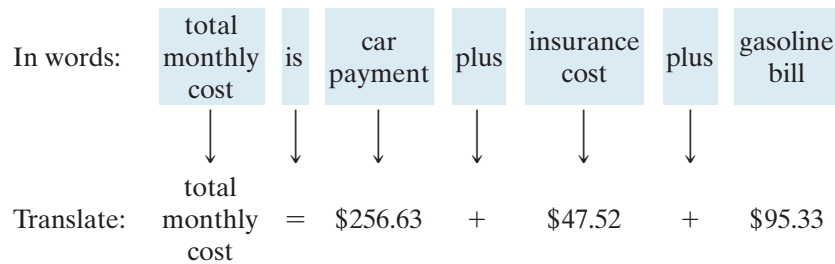 In words: total monthly cost is car payment plus insurance cost plus gasoline bill
Translate: total monthly cost = $256.63 + $47.52 + $95.33